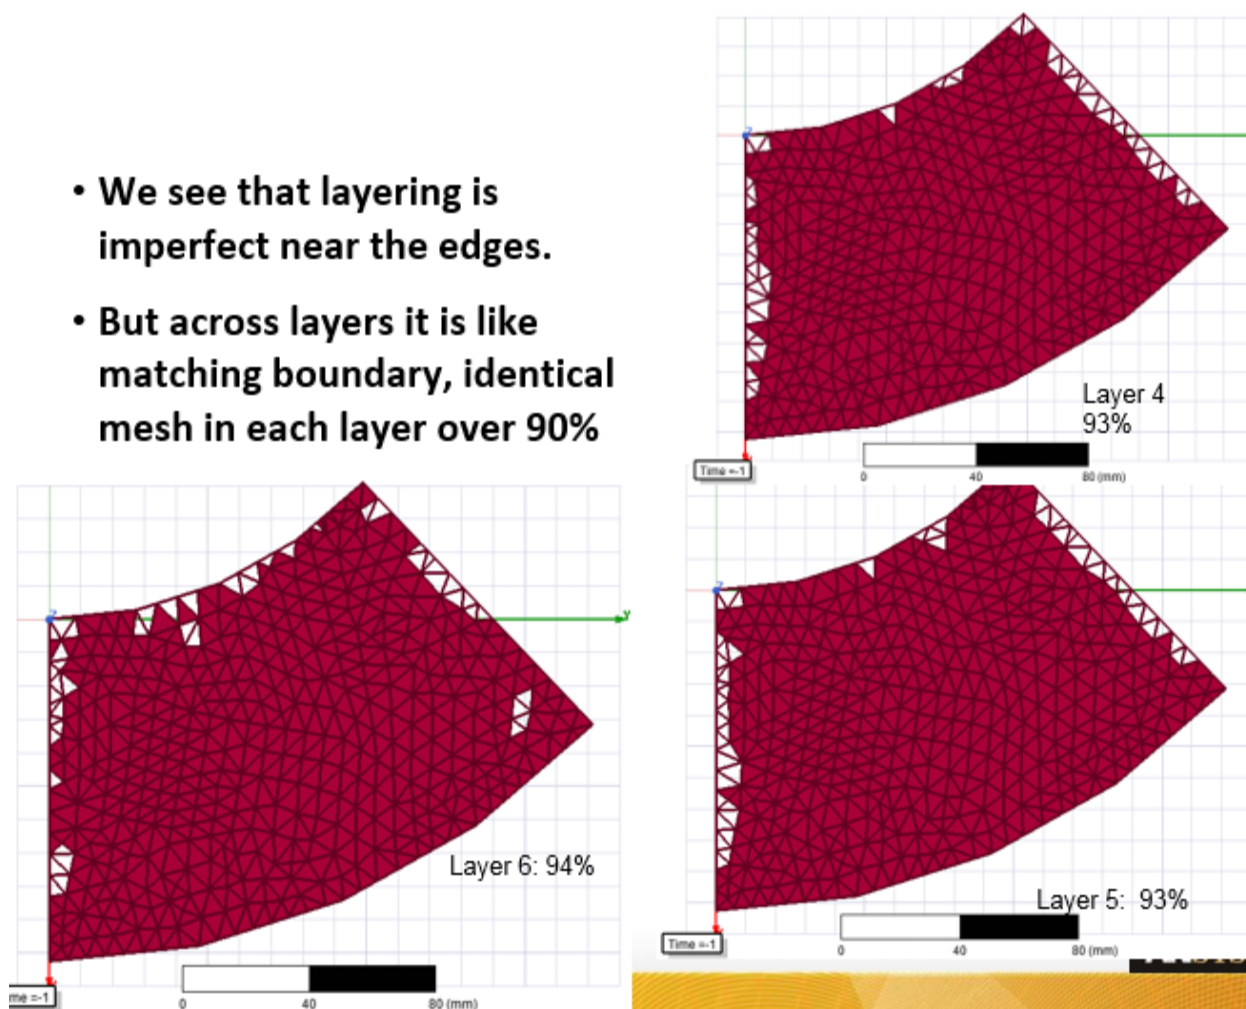 • We see that layering is
imperfect near the edges.
• But across layers it is like
matching boundary, identical
mesh in each layer over 90%
Z
Layer 4
93%
Time =-1
0 40 80 (mm)
Z
Y
Layer 6: 94%
me =-1
0 40 80 (mm)
Z
Layer 5: 93%
Time =-1
0 40 80 (mm)